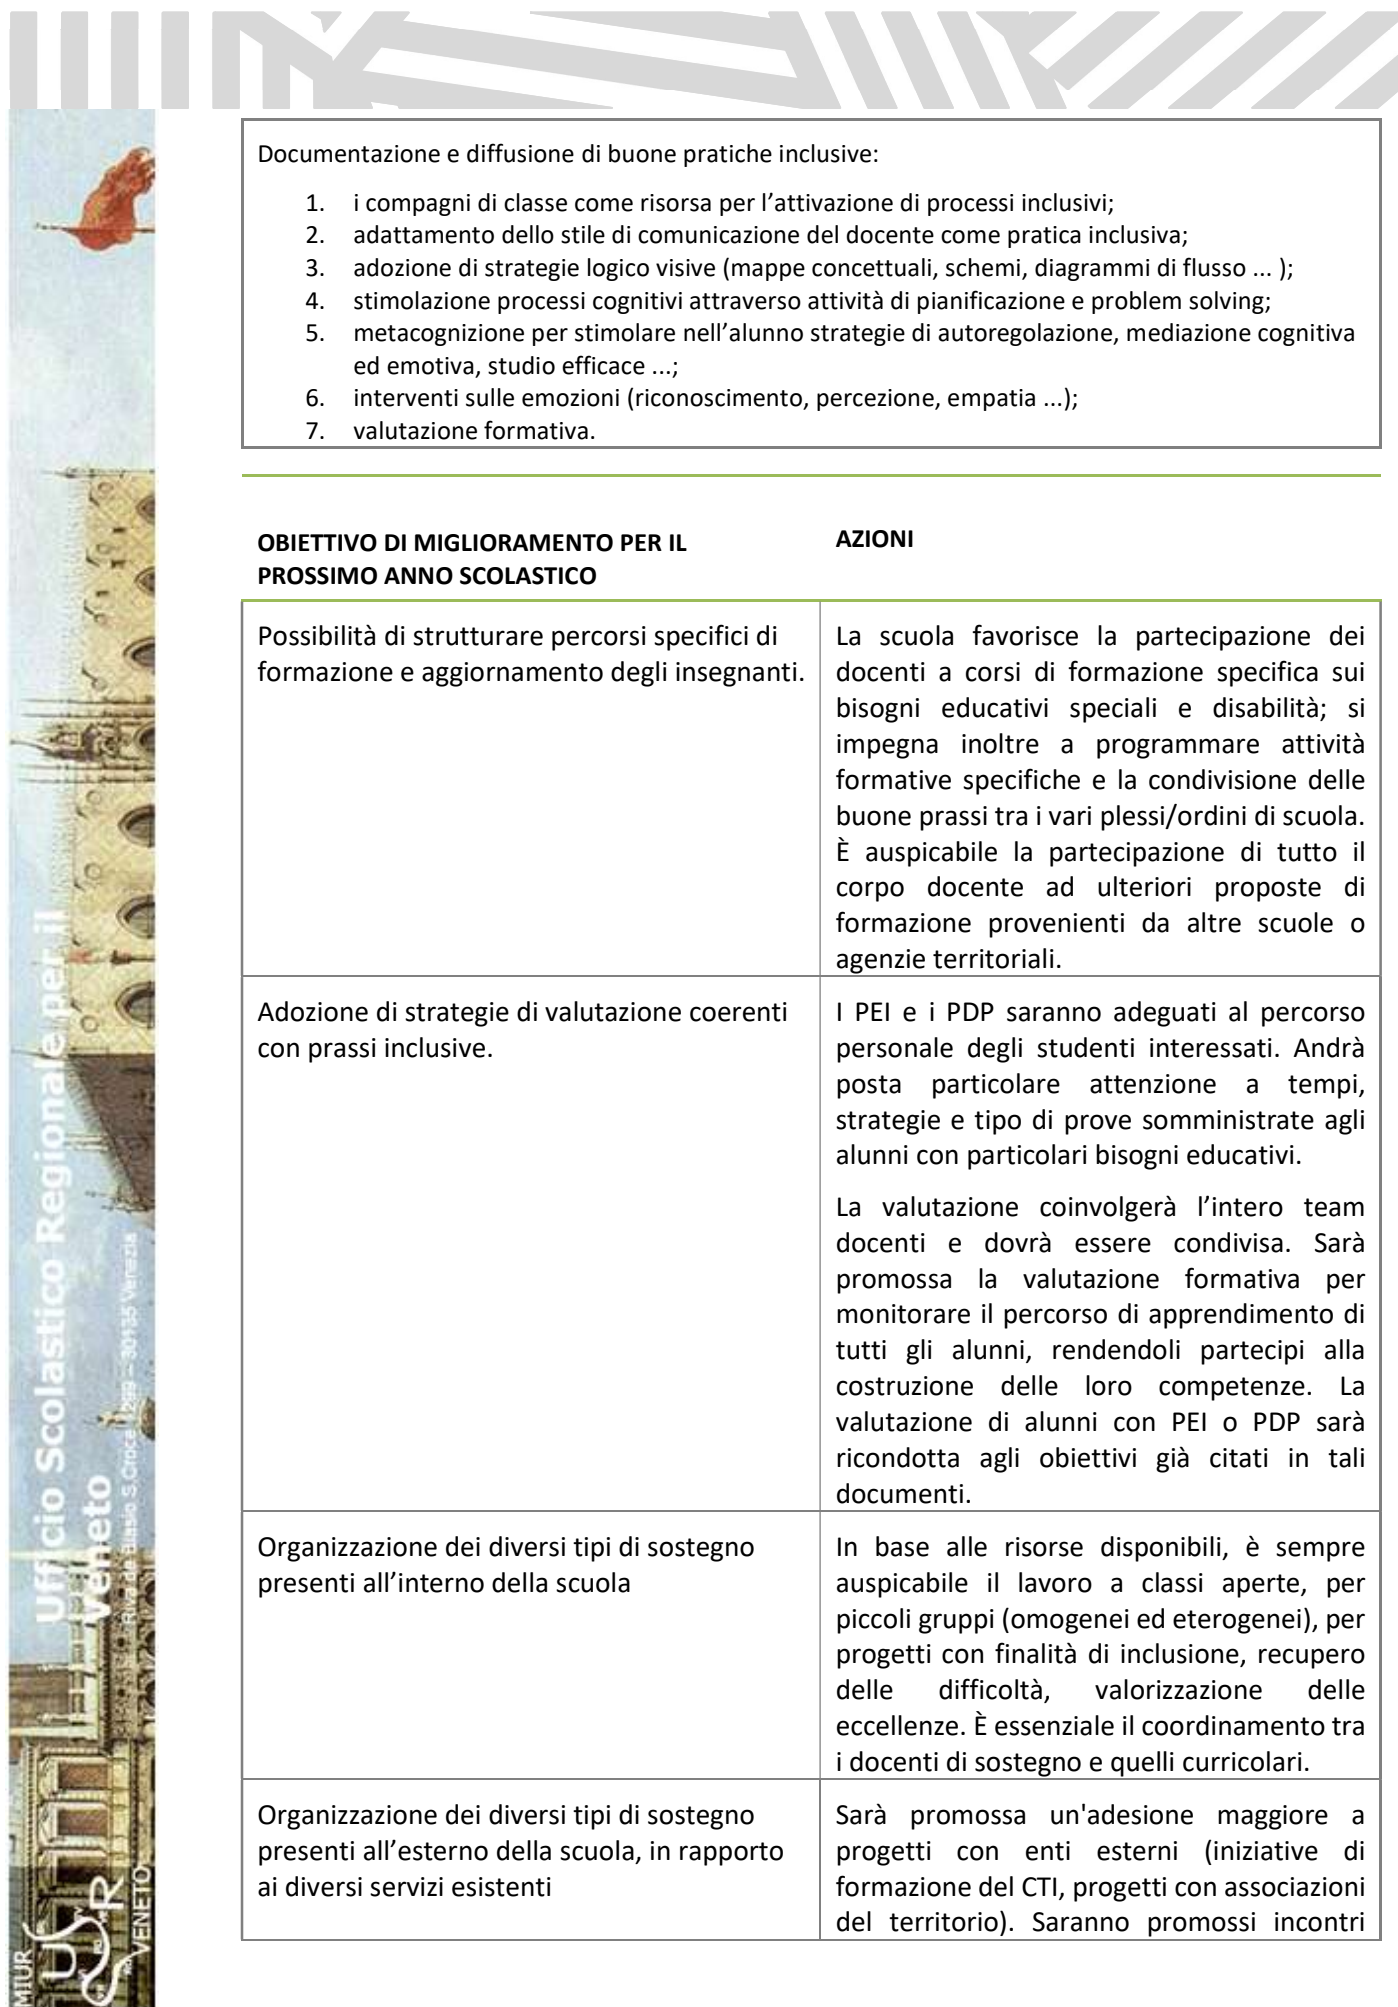 Documentazione e diffusione di buone pratiche inclusive:
1. i compagni di classe come risorsa per l’attivazione di processi inclusivi;
2. adattamento dello stile di comunicazione del docente come pratica inclusiva;
3. adozione di strategie logico visive (mappe concettuali, schemi, diagrammi di flusso ... );
4. stimolazione processi cognitivi attraverso attività di pianificazione e problem solving;
5. metacognizione per stimolare nell’alunno strategie di autoregolazione, mediazione cognitiva
ed emotiva, studio efficace ...;
6. interventi sulle emozioni (riconoscimento, percezione, empatia ...);
7. valutazione formativa.
OBIETTIVO DI MIGLIORAMENTO PER IL
PROSSIMO ANNO SCOLASTICO
AZIONI
Possibilità di strutturare percorsi specifici di
formazione e aggiornamento degli insegnanti.
La scuola favorisce la partecipazione dei
docenti a corsi di formazione specifica sui
bisogni educativi speciali e disabilità; si
impegna inoltre a programmare attività
formative specifiche e la condivisione delle
buone prassi tra i vari plessi/ordini di scuola.
È auspicabile la partecipazione di tutto il
corpo docente ad ulteriori proposte di
formazione provenienti da altre scuole o
agenzie territoriali.
Adozione di strategie di valutazione coerenti
con prassi inclusive.
I PEI e i PDP saranno adeguati al percorso
personale degli studenti interessati. Andrà
posta particolare attenzione a tempi,
strategie e tipo di prove somministrate agli
alunni con particolari bisogni educativi.
La valutazione coinvolgerà l’intero team
docenti e dovrà essere condivisa. Sarà
promossa la valutazione formativa per
monitorare il percorso di apprendimento di
tutti gli alunni, rendendoli partecipi alla
costruzione delle loro competenze. La
valutazione di alunni con PEI o PDP sarà
ricondotta agli obiettivi già citati in tali
documenti.
Organizzazione dei diversi tipi di sostegno
presenti all’interno della scuola
In base alle risorse disponibili, è sempre
auspicabile il lavoro a classi aperte, per
piccoli gruppi (omogenei ed eterogenei), per
progetti con finalità di inclusione, recupero
delle difficoltà, valorizzazione delle
eccellenze. È essenziale il coordinamento tra
i docenti di sostegno e quelli curricolari.
Organizzazione dei diversi tipi di sostegno
presenti all’esterno della scuola, in rapporto
ai diversi servizi esistenti
Sarà promossa un'adesione maggiore a
progetti con enti esterni (iniziative di
formazione del CTI, progetti con associazioni
del territorio). Saranno promossi incontri
Ufficio Scolastico Regionale per il
Veneto
Riva de Biasio S.Croce 1299 – 30135 Venezia
MIUR
USR
VENETO